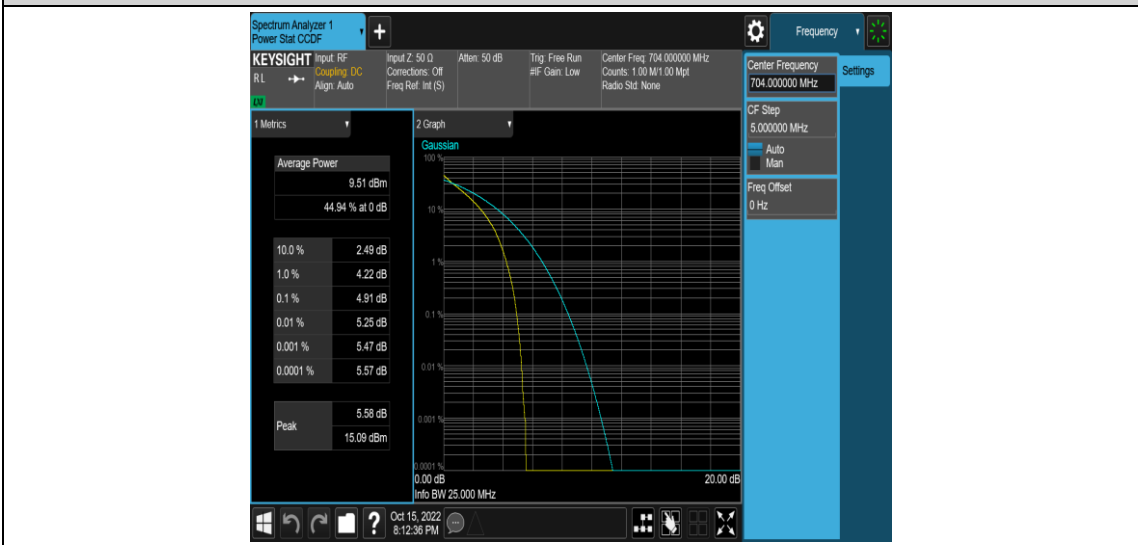 Spectrum Analyzer 1
Power Stat CCDF
+
Frequency
KEYSIGHT
RL
LV
Input: RF
Coupling: DC
Align: Auto
Input Z: 50 Ω
Corrections: Off
Freq Ref: Int (S)
Atten: 50 dB
Trig: Free Run
#IF Gain: Low
Center Freq: 704.000000 MHz
Counts: 1.00 M/1.00 Mpt
Radio Std: None
Center Frequency
704.000000 MHz
Settings
CF Step
5.000000 MHz
Auto
Man
Freq Offset
0 Hz
1 Metrics
Average Power
9.51 dBm
44.94 % at 0 dB
10.0 % 2.49 dB
1.0 % 4.22 dB
0.1 % 4.91 dB
0.01 % 5.25 dB
0.001 % 5.47 dB
0.0001 % 5.57 dB
Peak
5.58 dB
15.09 dBm
2 Graph
Gaussian
100 %
10 %
1 %
0.1 %
0.01 %
0.001 %
0.0001 %
0.00 dB
20.00 dB
Info BW 25.000 MHz
?
Oct 15, 2022
8:12:36 PM